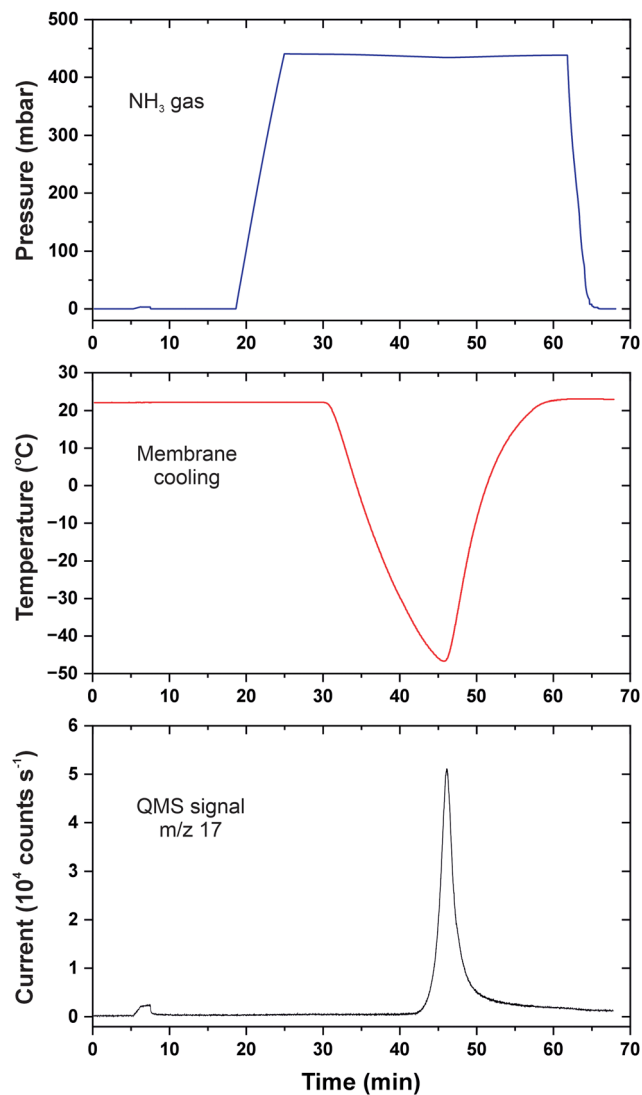 500
400
300
200
100
0
Pressure (mbar)
NH₃ gas
0 10 20 30 40 50 60 70
30
20
10
0
−10
−20
−30
−40
−50
Temperature (°C)
Membrane
cooling
0 10 20 30 40 50 60 70
6
5
4
3
2
1
0
Current (10⁴ counts s⁻¹)
QMS signal
m/z 17
0 10 20 30 40 50 60 70
Time (min)